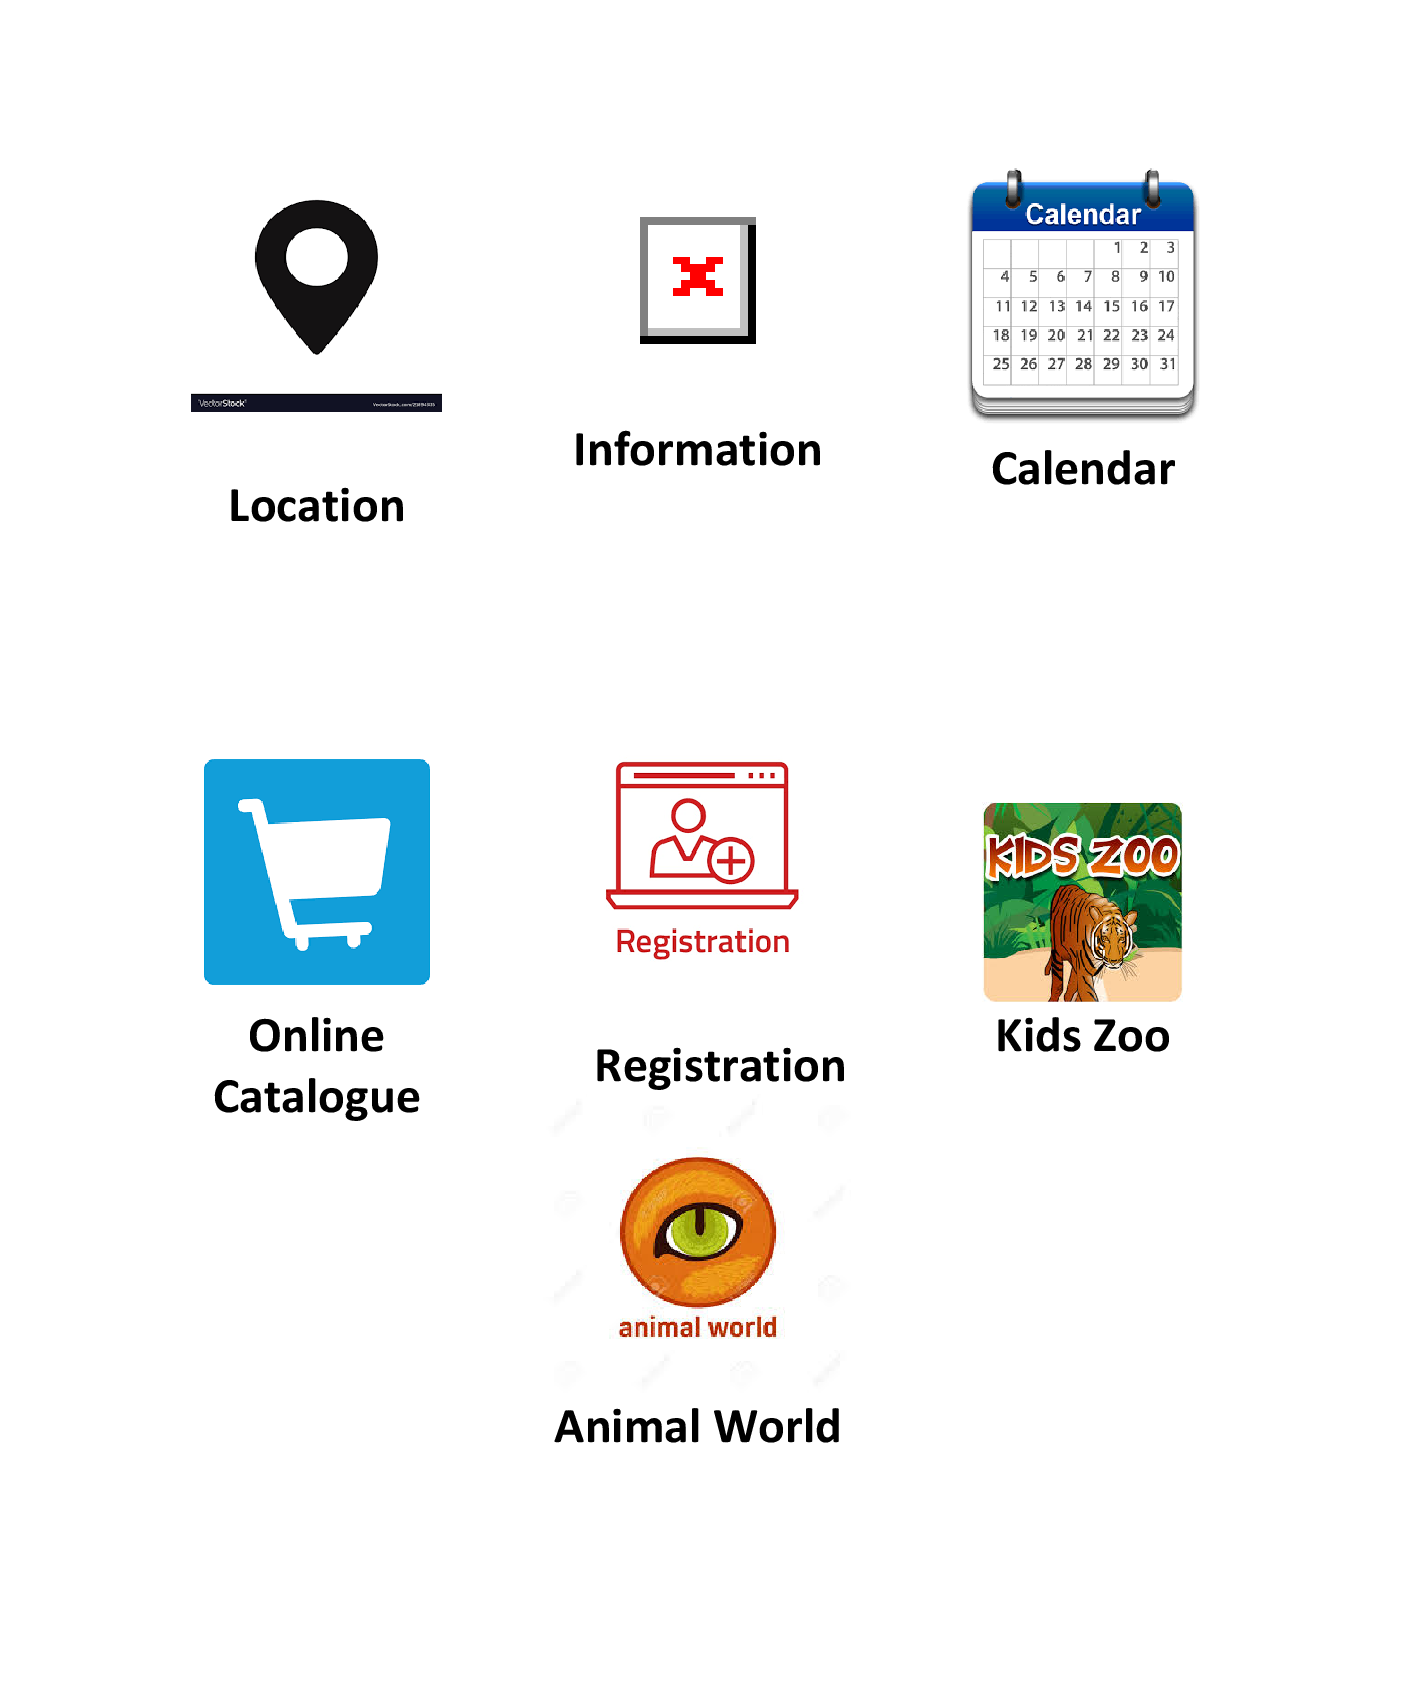 Calendar
1 2 3
4 5 6 7 8 9 10
11 12 13 14 15 16 17
18 19 20 21 22 23 24
25 26 27 28 29 30 31
VectorStock®
Information
Calendar
Location
KIDS ZOO
Registration
Online
Catalogue
Registration
Kids Zoo
animal world
Animal World